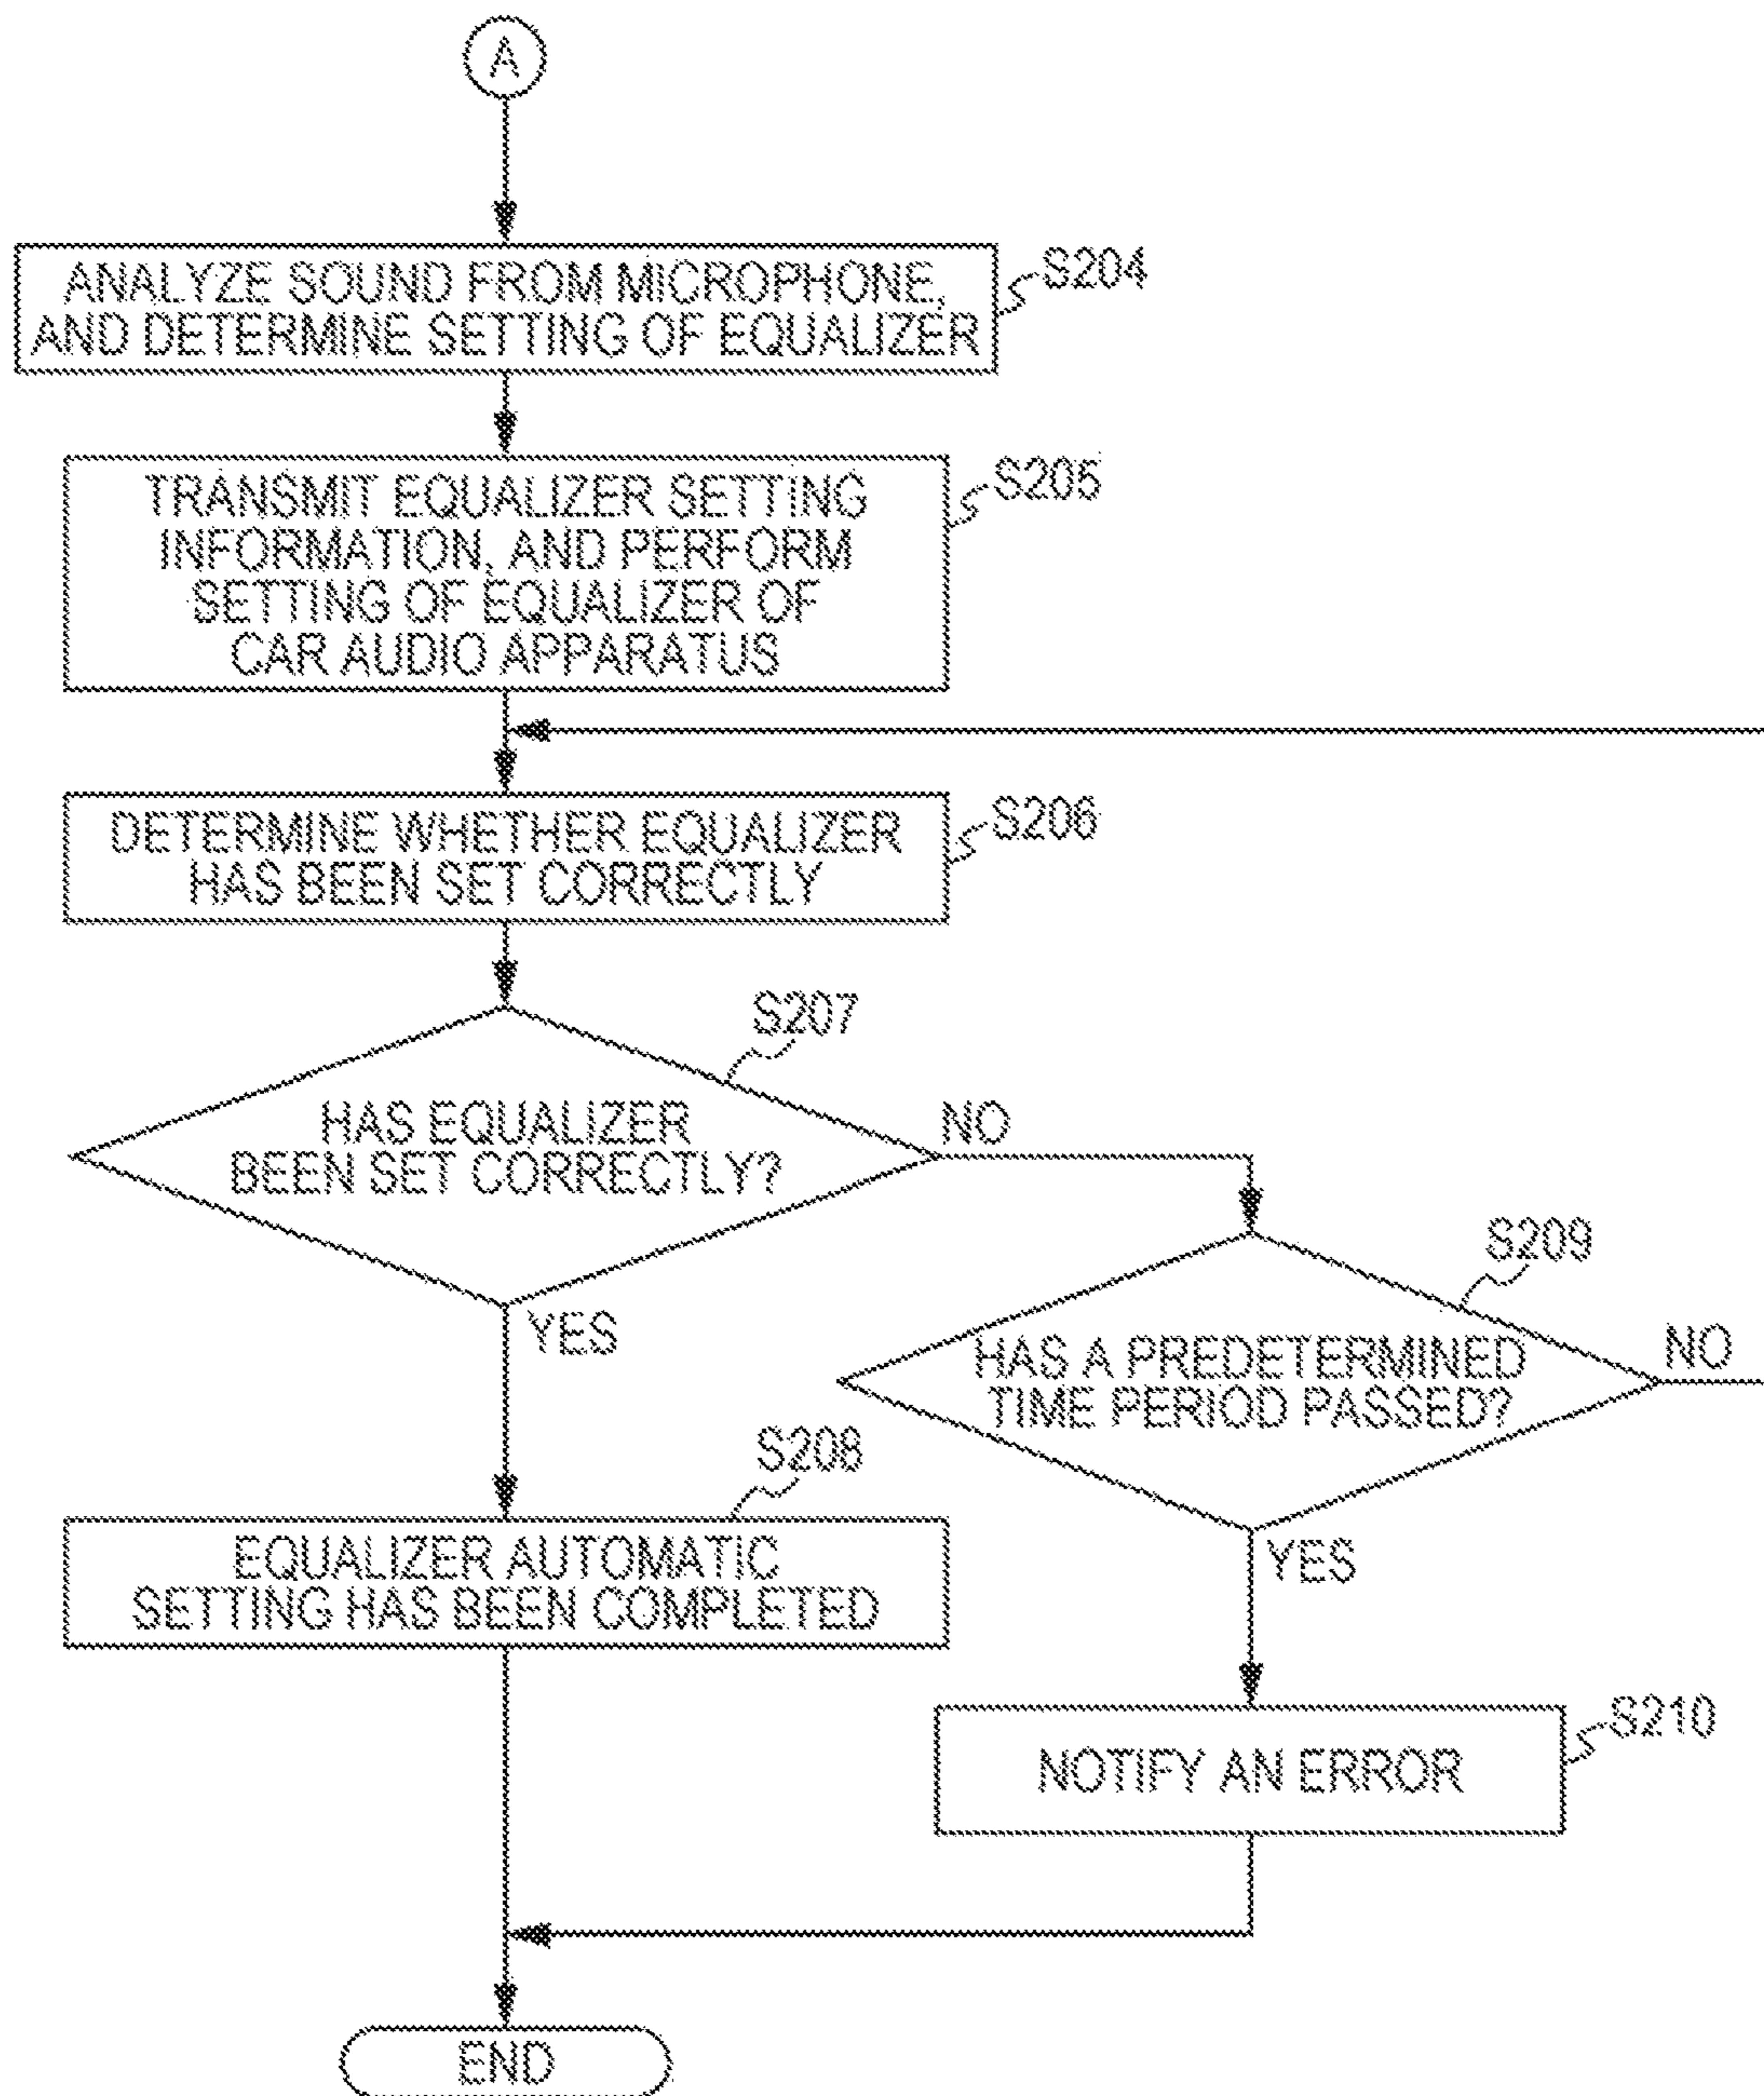 A
ANALYZE SOUND FROM MICROPHONE,
AND DETERMINE SETTING OF EQUALIZER
S204
TRANSMIT EQUALIZER SETTING
INFORMATION, AND PERFORM
SETTING OF EQUALIZER OF
CAR AUDIO APPARATUS
S205
DETERMINE WHETHER EQUALIZER
HAS BEEN SET CORRECTLY
S206
S207
HAS EQUALIZER
BEEN SET CORRECTLY?
NO
YES
S209
HAS A PREDETERMINED
TIME PERIOD PASSED?
NO
YES
S208
EQUALIZER AUTOMATIC
SETTING HAS BEEN COMPLETED
NOTIFY AN ERROR
S210
END